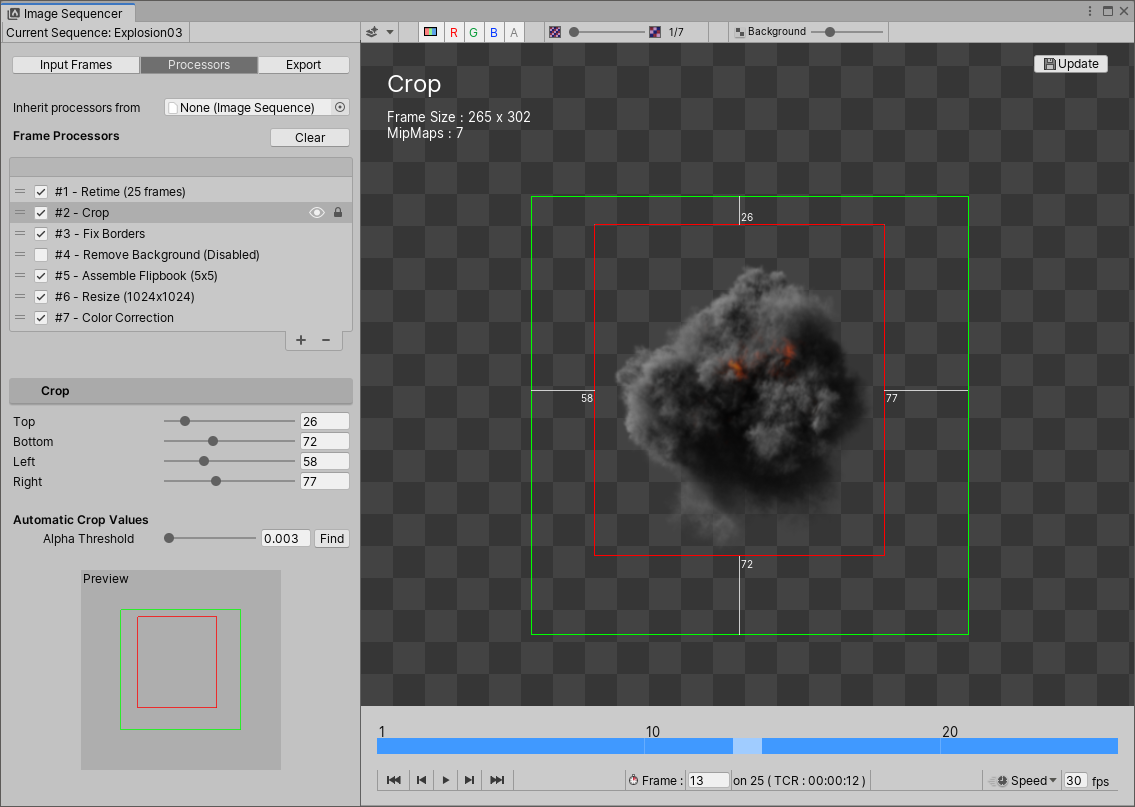 Image Sequencer
Current Sequence: Explosion03
R G B A
1/7
Background
Input Frames Processors Export
Inherit processors from None (Image Sequence)
Frame Processors Clear
#1 - Retime (25 frames)
#2 - Crop
#3 - Fix Borders
#4 - Remove Background (Disabled)
#5 - Assemble Flipbook (5x5)
#6 - Resize (1024x1024)
#7 - Color Correction
+ −
Crop
Top 26
Bottom 72
Left 58
Right 77
Automatic Crop Values
Alpha Threshold 0.003 Find
Preview
Update
Crop
Frame Size : 265 x 302
MipMaps : 7
26
58
77
72
1 10 20
Frame : 13 on 25 ( TCR : 00:00:12 ) Speed 30 fps